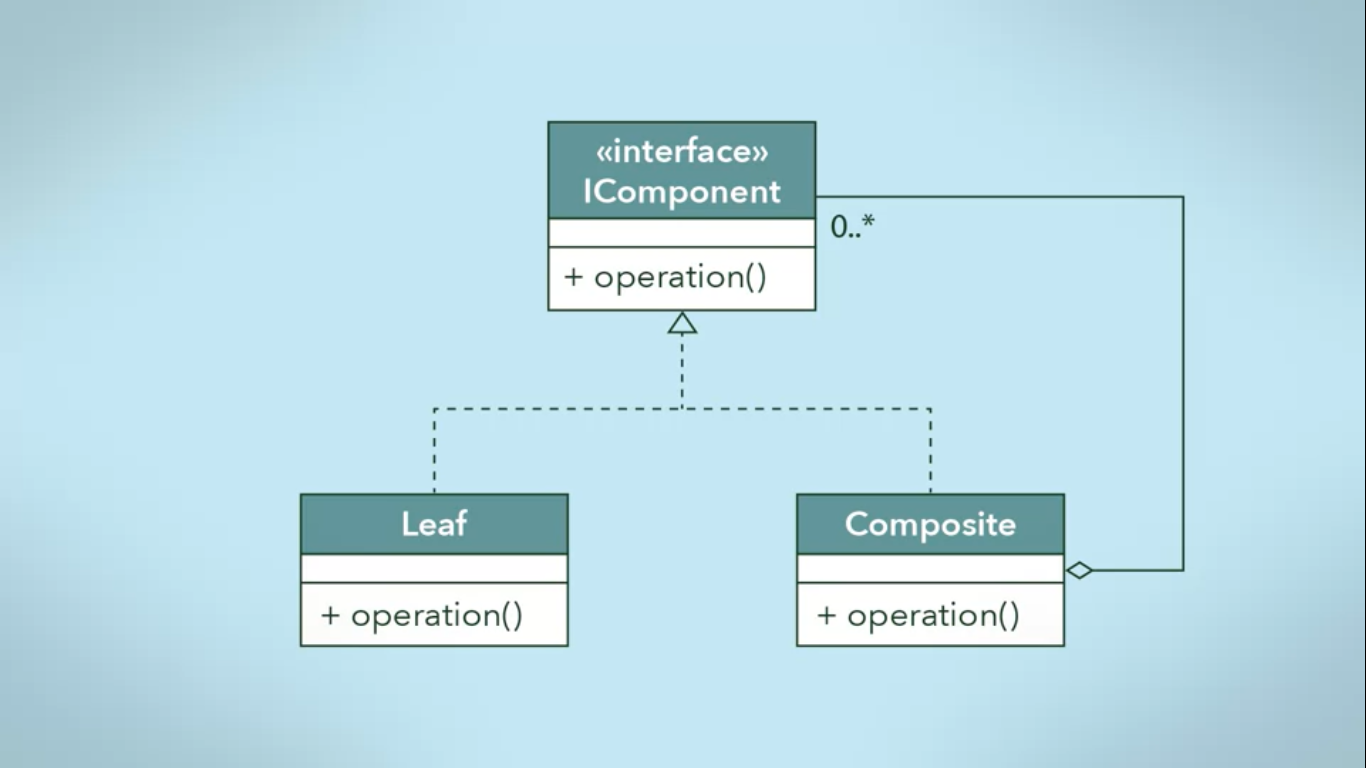 «interface»
IComponent
0..*
+ operation()
Leaf
Composite
+ operation()
+ operation()